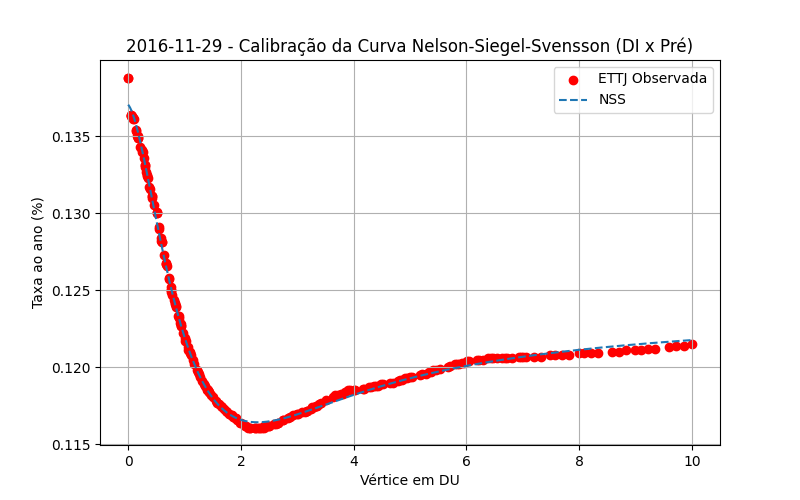 2016-11-29 - Calibração da Curva Nelson-Siegel-Svensson (DI x Pré)
ETTJ Observada
NSS
Taxa ao ano (%)
0.135
0.130
0.125
0.120
0.115
0 2 4 6 8 10
Vértice em DU